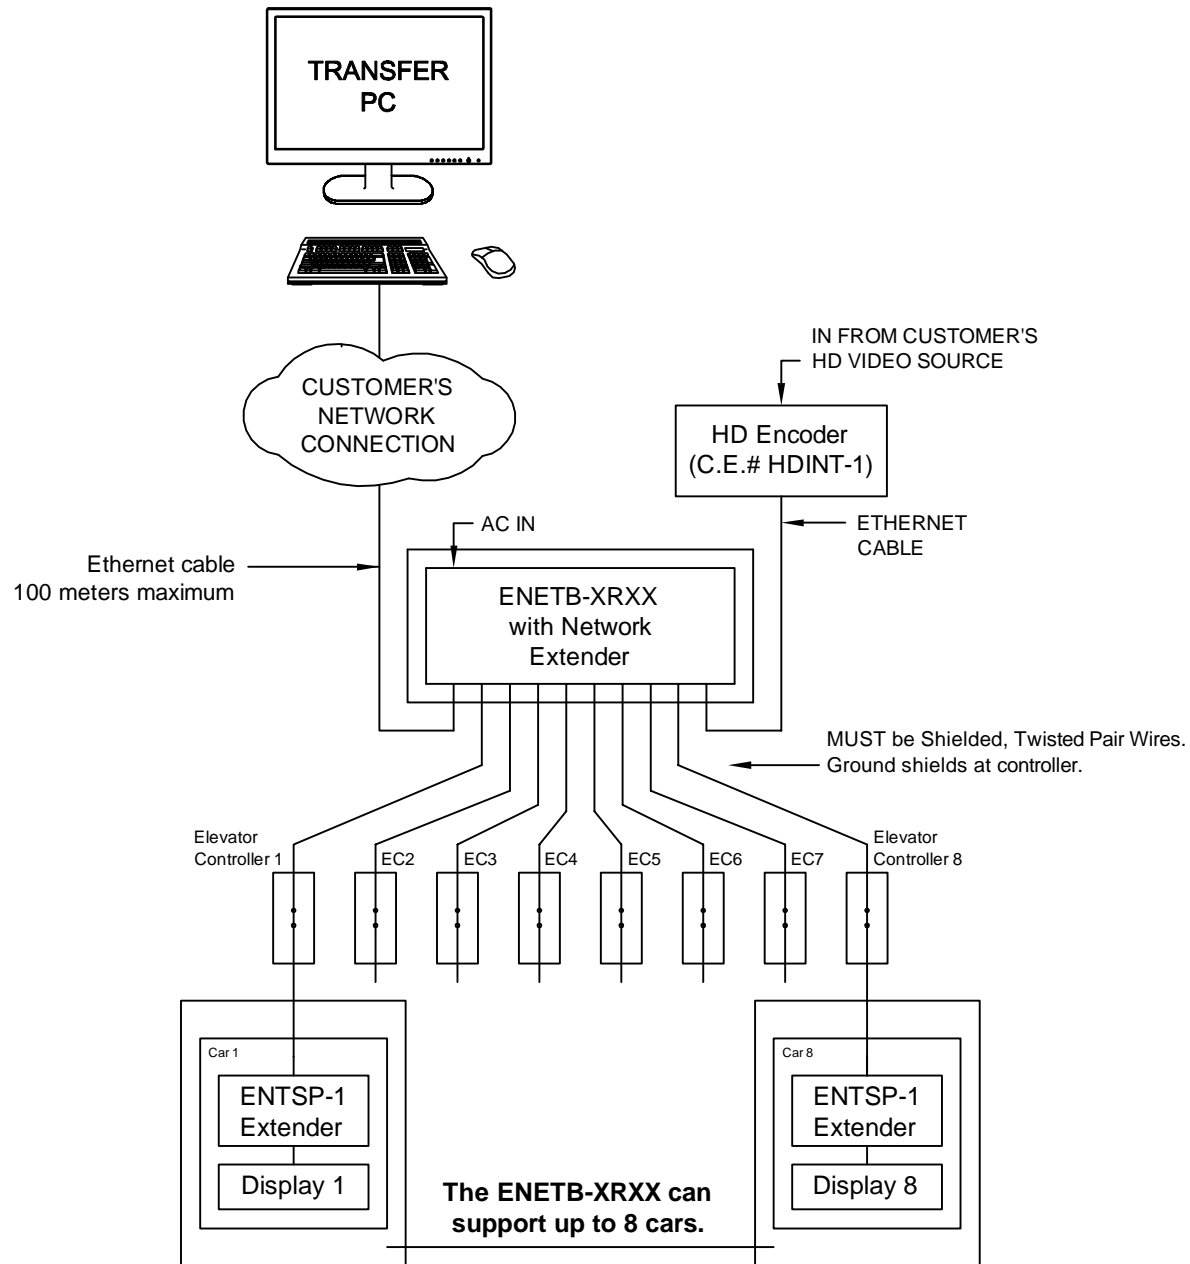 TRANSFER
PC
IN FROM CUSTOMER'S
HD VIDEO SOURCE
CUSTOMER'S
NETWORK
CONNECTION
HD Encoder
(C.E.# HDINT-1)
AC IN
ETHERNET
CABLE
Ethernet cable
100 meters maximum
ENETB-XRXX
with Network
Extender
MUST be Shielded, Twisted Pair Wires.
Ground shields at controller.
Elevator
Controller 1
EC2
EC3
EC4
EC5
EC6
EC7
Elevator
Controller 8
Car 1
ENTSP-1
Extender
Display 1
Car 8
ENTSP-1
Extender
Display 8
The ENETB-XRXX can
support up to 8 cars.